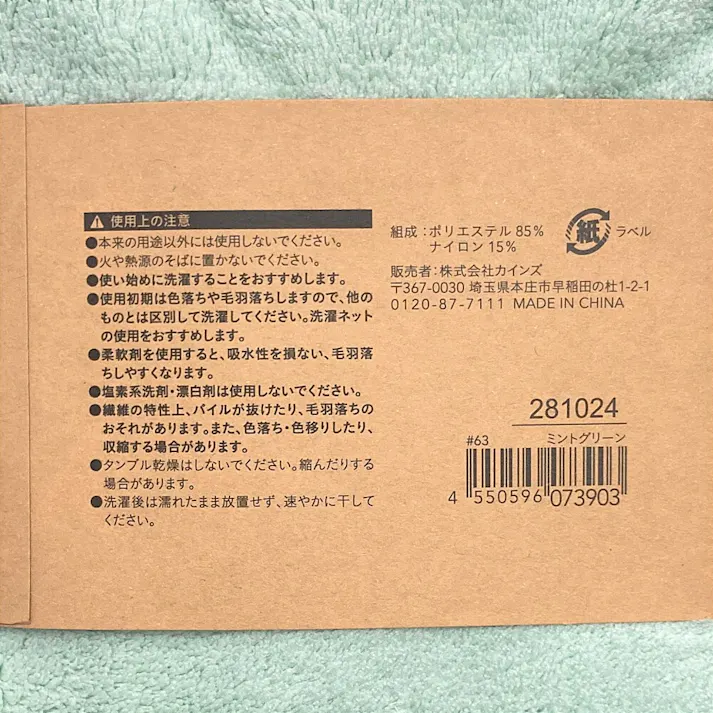 ⚠ 使用上の注意
●本来の用途以外には使用しないでください。
●火や熱源のそばに置かないでください。
●使い始めに洗濯することをおすすめします。
●使用初期は色落ちや毛羽落ちしますので、他の
ものとは区別して洗濯してください。洗濯ネット
の使用をおすすめします。
●柔軟剤を使用すると、吸水性を損ない、毛羽落
ちしやすくなります。
●塩素系洗剤・漂白剤は使用しないでください。
●繊維の特性上、パイルが抜けたり、毛羽落ちの
おそれがあります。また、色落ち・色移りしたり、
収縮する場合があります。
●タンブル乾燥はしないでください。縮んだりする
場合があります。
●洗濯後は濡れたまま放置せず、速やかに干して
ください。
組成:ポリエステル 85%
ナイロン 15%
紙 ラベル
販売者:株式会社カインズ
〒367-0030 埼玉県本庄市早稲田の杜1-2-1
0120-87-7111 MADE IN CHINA
281024
#63 ミントグリーン
4 550596 073903